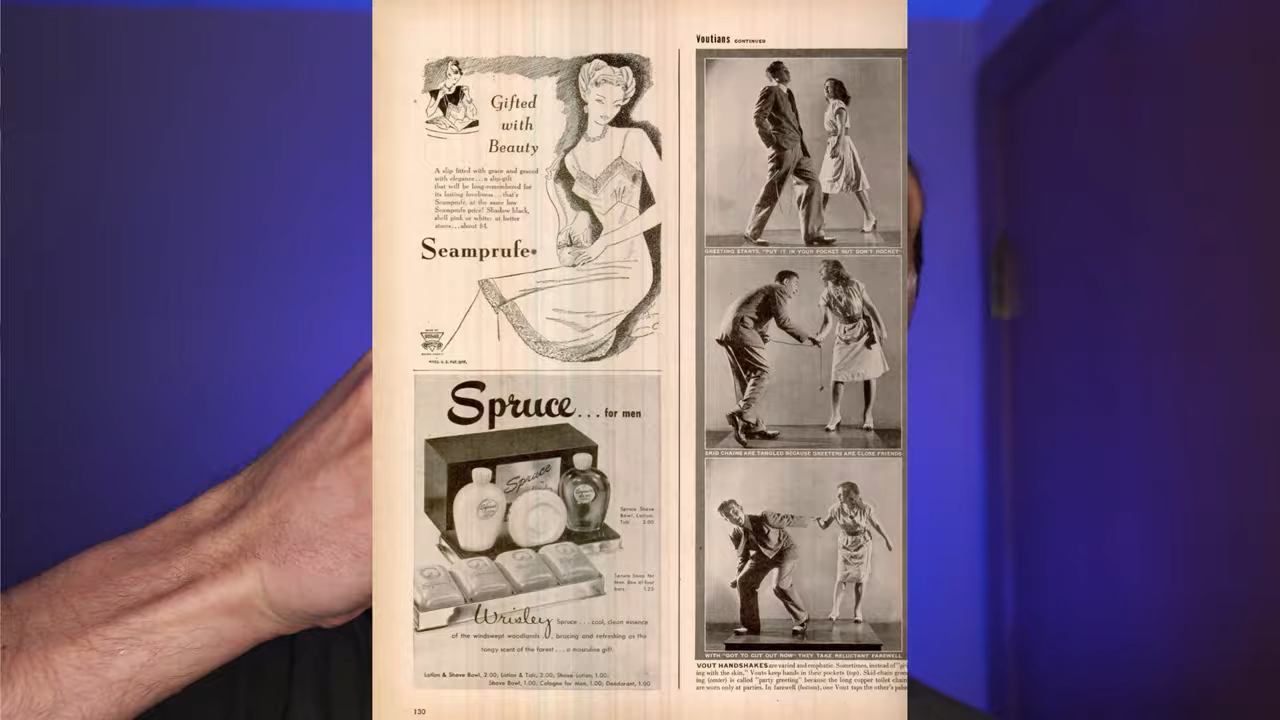 Voutians CONTINUED
Gifted
with
Beauty
A slip fitted with grace and graced
with elegance...a slip-gift
that will be long-remembered for
its lasting loveliness...that's
Seamprufe, at the same low
Seamprufe price! Shadow black,
shell pink or white: at better
stores...about $4.
Seamprufe®
®REG. U.S. PAT. OFF.
Spruce...for men
Spruce
Spruce Shave
Bowl, Lotion,
Talc 3.00
Spruce Soap for
Men. Box of four
bars 1.25
Wrisley Spruce...cool, clean essence
of the windswept woodlands... bracing and refreshing as the
tangy scent of the forest...a masculine gift.
Lotion & Shave Bowl, 2.00; Lotion & Talc, 2.00; Shave Lotion, 1.00;
Shave Bowl, 1.00; Cologne for Men, 1.00; Deodorant, 1.00
130
GREETING STARTS, "PUT IT IN YOUR POCKET BUT DON'T ROCKET"
SKID CHAINS ARE TANGLED BECAUSE GREETERS ARE CLOSE FRIENDS
WITH "GOT TO CUT OUT NOW" THEY TAKE RELUCTANT FAREWELL
VOUT HANDSHAKES are varied and emphatic. Sometimes, instead of "gi
ing with the skin," Vouts keep hands in their pockets (top). Skid-chain gree
ing (center) is called "party greeting" because the long copper toilet chain
are worn only at parties. In farewell (bottom), one Vout taps the other's palm